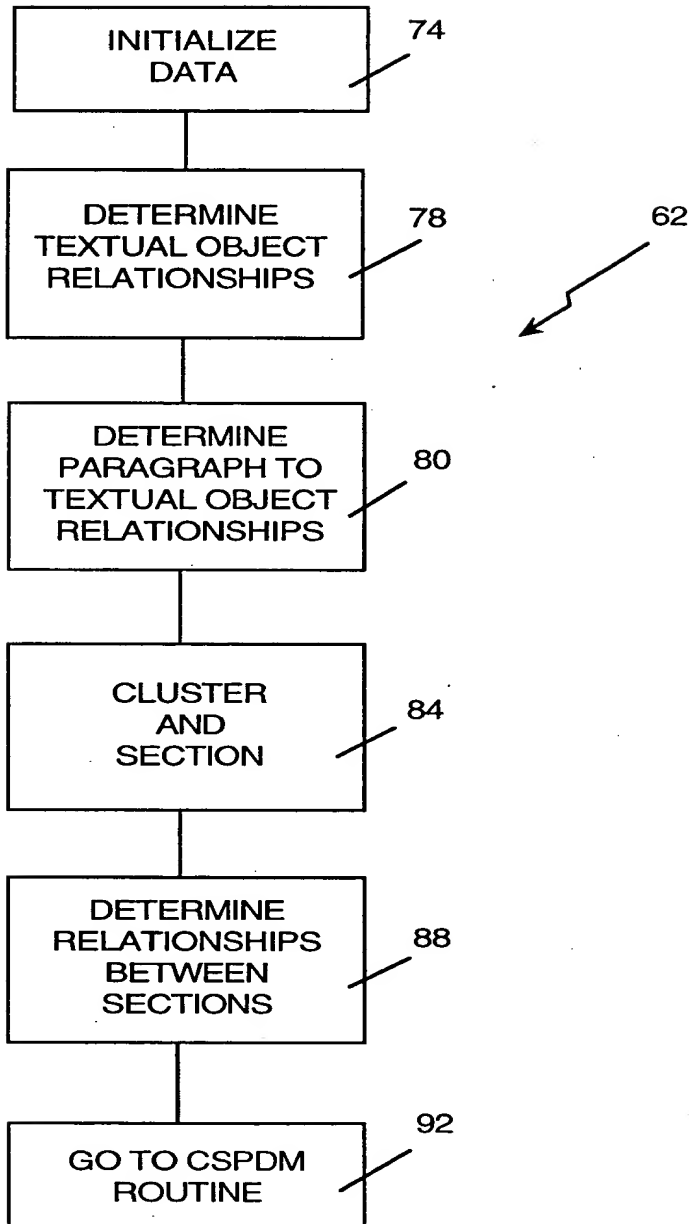 INITIALIZE
DATA
74
DETERMINE
TEXTUAL OBJECT
RELATIONSHIPS
78
62
DETERMINE
PARAGRAPH TO
TEXTUAL OBJECT
RELATIONSHIPS
80
CLUSTER
AND
SECTION
84
DETERMINE
RELATIONSHIPS
BETWEEN
SECTIONS
88
GO TO CSPDM
ROUTINE
92